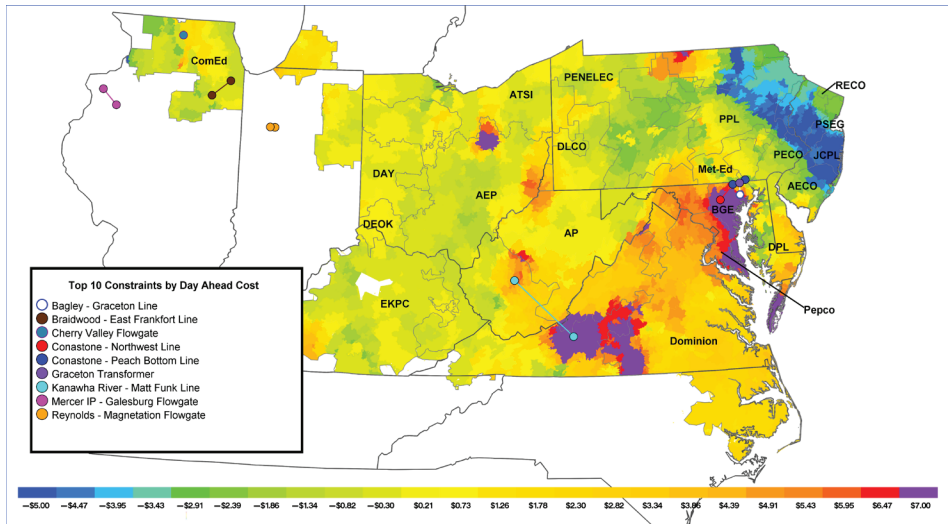 ComEd
PENELEC
ATSI
RECO
PPL
PSEG
DLCO
PECO
JCPL
Met-Ed
DAY
AEP
AECO
BGE
DEOK
AP
DPL
Top 10 Constraints by Day Ahead Cost
Bagley - Graceton Line
Braidwood - East Frankfort Line
Cherry Valley Flowgate
Conastone - Northwest Line
Conastone - Peach Bottom Line
Graceton Transformer
Kanawha River - Matt Funk Line
Mercer IP - Galesburg Flowgate
Reynolds - Magnetation Flowgate
EKPC
Pepco
Dominion
–$5.00 –$4.47 –$3.95 –$3.43 –$2.91 –$2.39 –$1.86 –$1.34 –$0.82 –$0.30 $0.21 $0.73 $1.26 $1.78 $2.30 $2.82 $3.34 $3.86 $4.39 $4.91 $5.43 $5.95 $6.47 $7.00